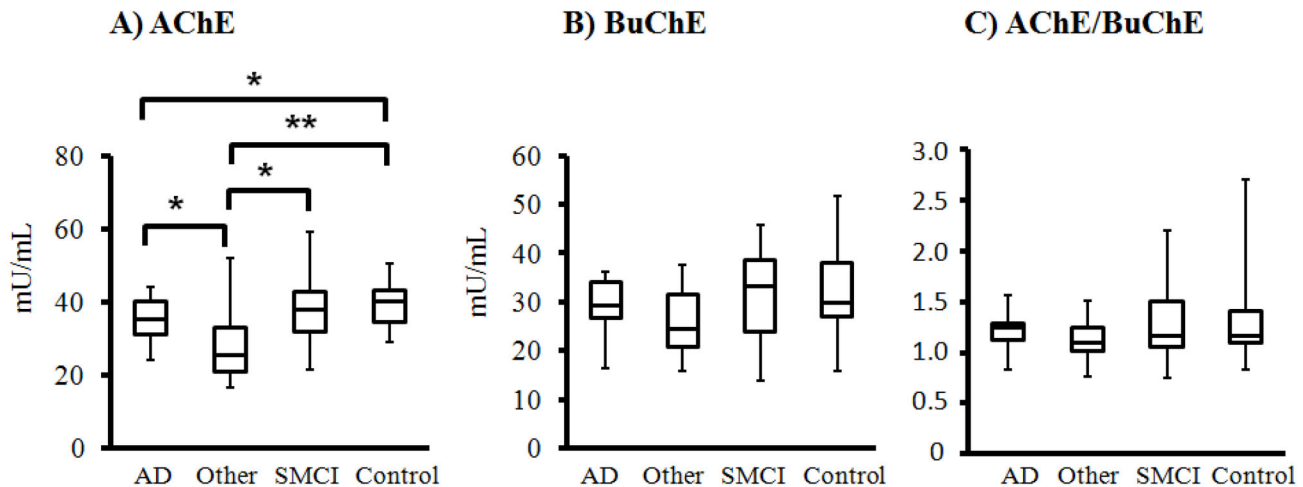 A) AChE
B) BuChE
C) AChE/BuChE
*
**
*
*
80
60
40
20
0
mU/mL
AD Other SMCI Control
60
50
40
30
20
10
0
mU/mL
AD Other SMCI Control
3.0
2.5
2.0
1.5
1.0
0.5
0
AD Other SMCI Control